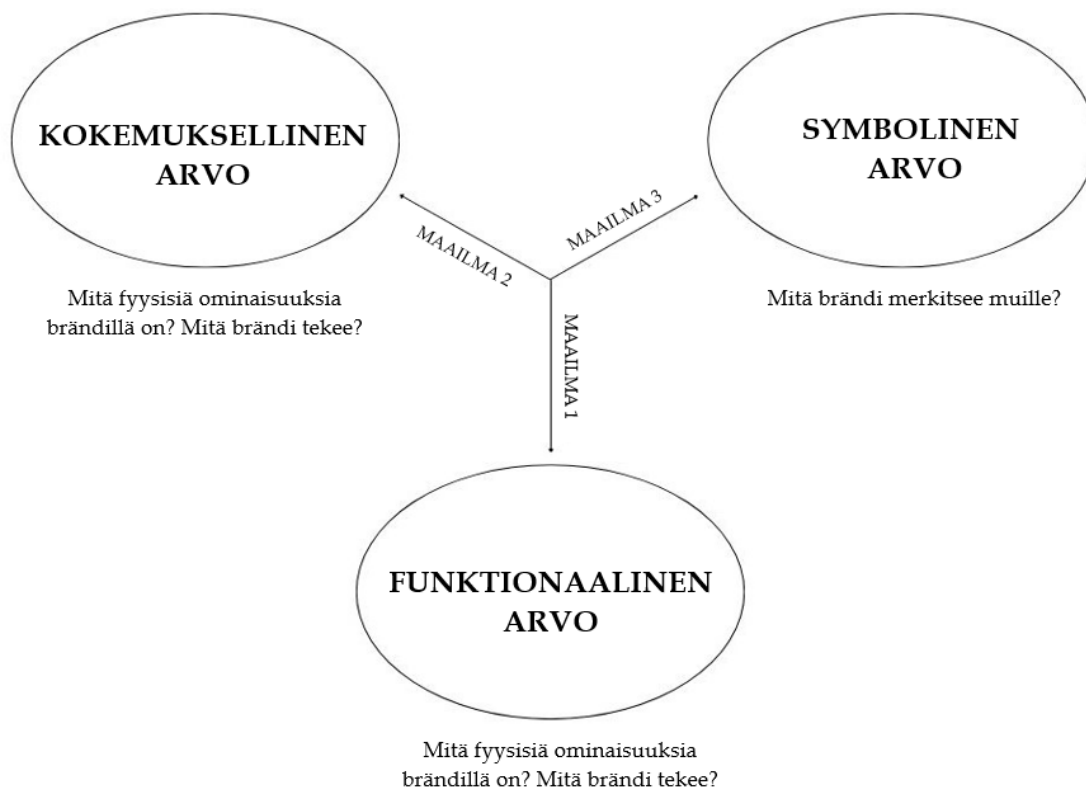 KOKEMUKSELLINEN
ARVO
SYMBOLINEN
ARVO
MAAILMA 2
MAAILMA 3
Mitä fyysisiä ominaisuuksia
brändillä on? Mitä brändi tekee?
Mitä brändi merkitsee muille?
MAAILMA 1
FUNKTIONAALINEN
ARVO
Mitä fyysisiä ominaisuuksia
brändillä on? Mitä brändi tekee?